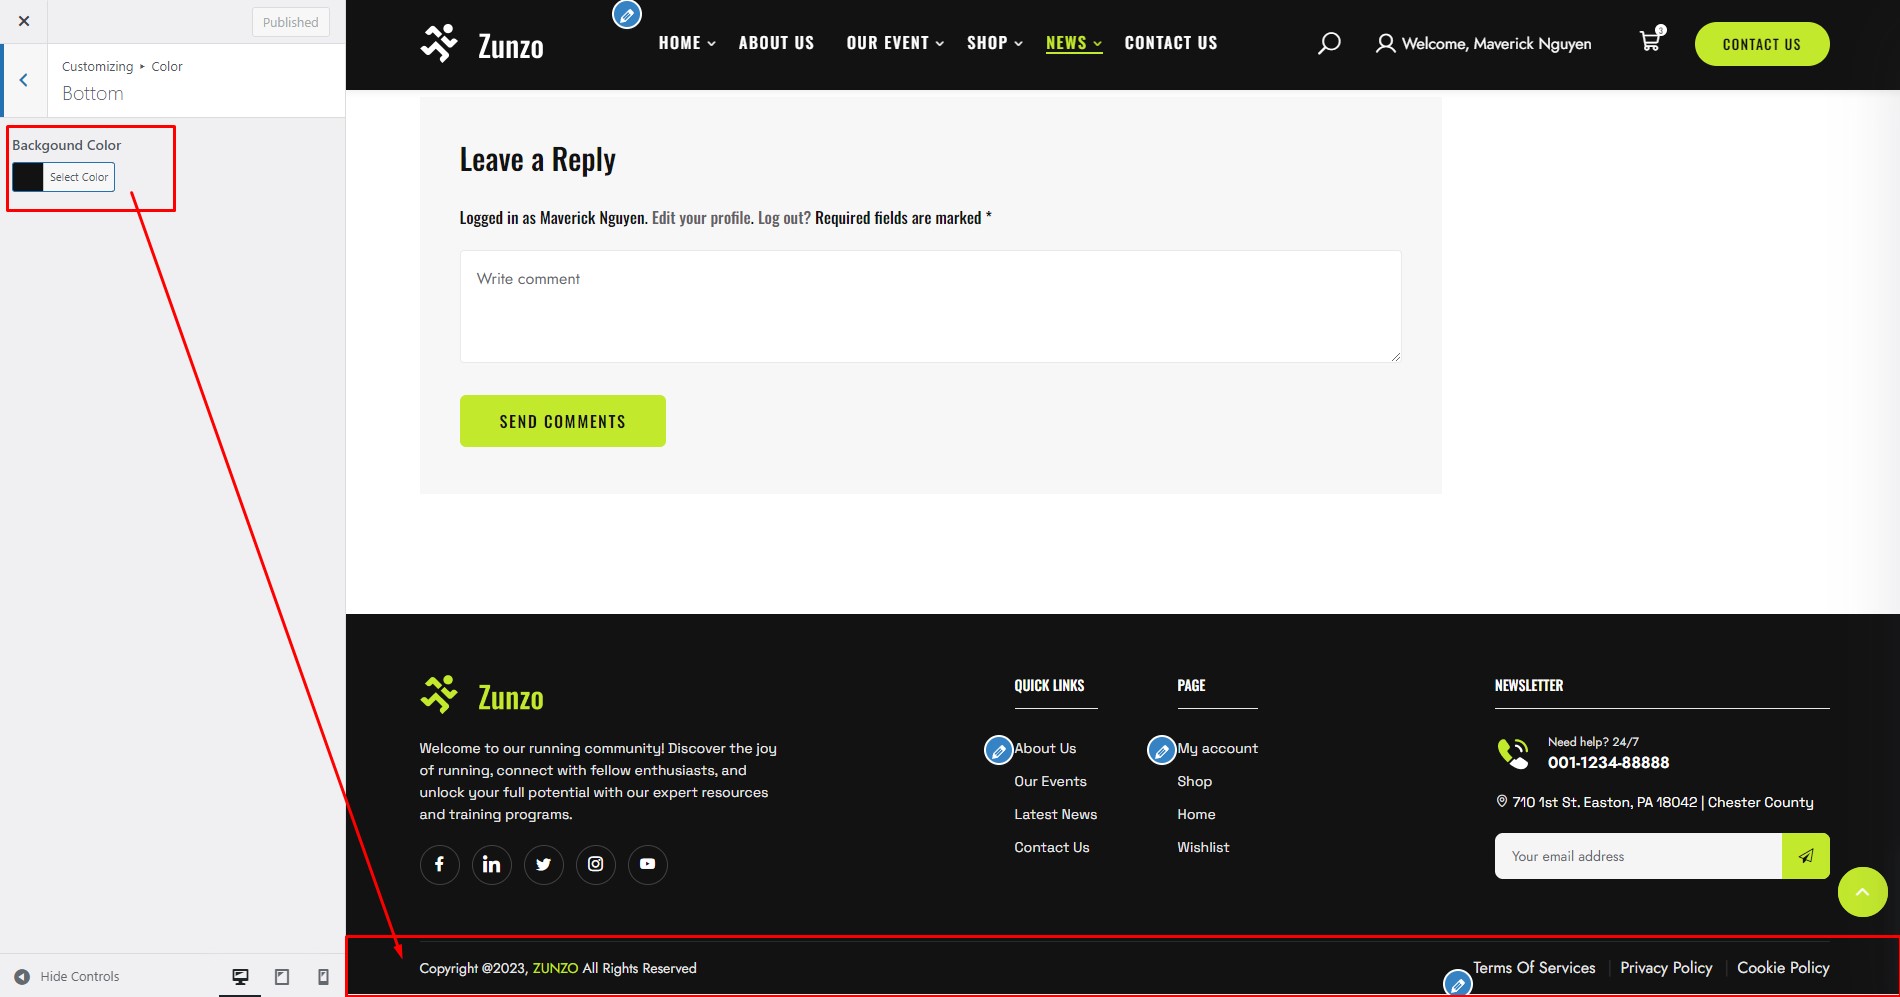 Published
Customizing ▸ Color
Bottom
Backgound Color
Select Color
Hide Controls
Zunzo
HOME
ABOUT US
OUR EVENT
SHOP
NEWS
CONTACT US
Welcome, Maverick Nguyen
3
CONTACT US
Leave a Reply
Logged in as Maverick Nguyen. Edit your profile. Log out? Required fields are marked *
Write comment
SEND COMMENTS
Zunzo
Welcome to our running community! Discover the joy
of running, connect with fellow enthusiasts, and
unlock your full potential with our expert resources
and training programs.
QUICK LINKS
About Us
Our Events
Latest News
Contact Us
PAGE
My account
Shop
Home
Wishlist
NEWSLETTER
Need help? 24/7
001-1234-88888
710 1st St. Easton, PA 18042 | Chester County
Your email address
Copyright @2023, ZUNZO All Rights Reserved
Terms Of Services
Privacy Policy
Cookie Policy